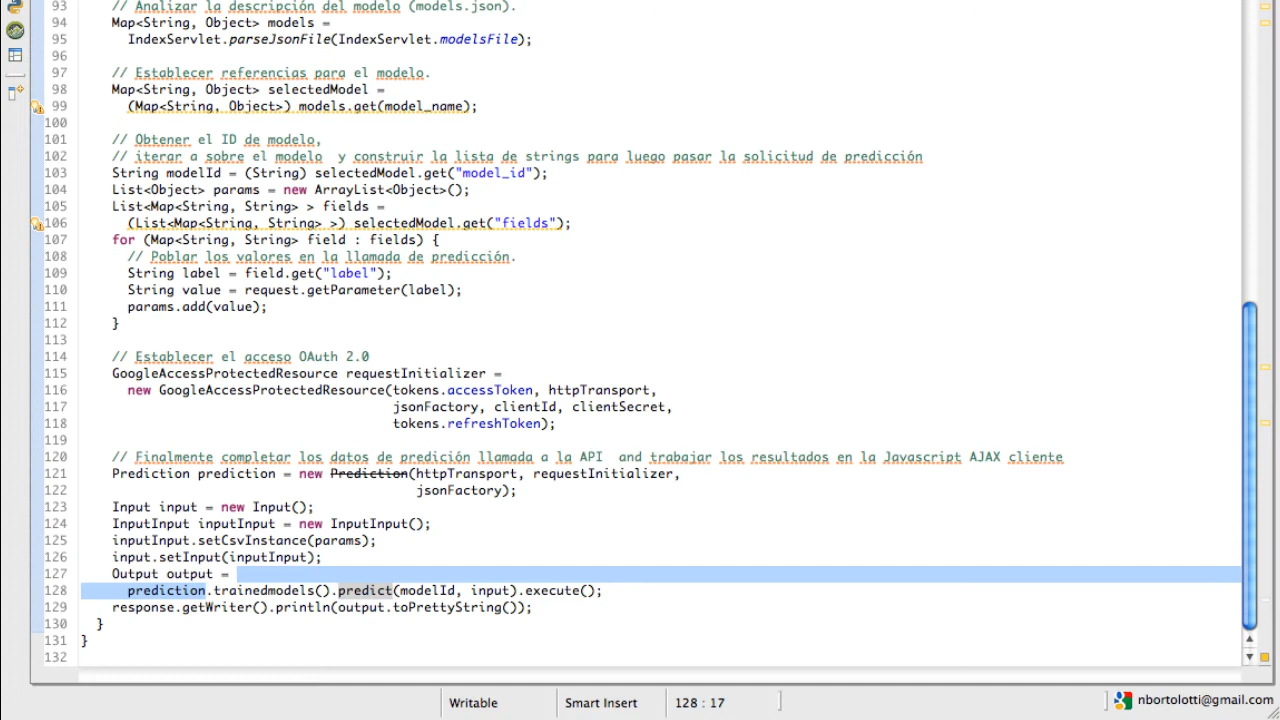 93 // Analizar la descripción del modelo (models.json).
94 Map<String, Object> models =
95 IndexServlet.parseJsonFile(IndexServlet.modelsFile);
96
97 // Establecer referencias para el modelo.
98 Map<String, Object> selectedModel =
99 (Map<String, Object>) models.get(model_name);
100
101 // Obtener el ID de modelo,
102 // iterar a sobre el modelo  y construir la lista de strings para luego pasar la solicitud de predicción
103 String modelId = (String) selectedModel.get("model_id");
104 List<Object> params = new ArrayList<Object>();
105 List<Map<String, String> > fields =
106 (List<Map<String, String> >) selectedModel.get("fields");
107 for (Map<String, String> field : fields) {
108 // Poblar los valores en la llamada de predicción.
109 String label = field.get("label");
110 String value = request.getParameter(label);
111 params.add(value);
112 }
113
114 // Establecer el acceso OAuth 2.0
115 GoogleAccessProtectedResource requestInitializer =
116 new GoogleAccessProtectedResource(tokens.accessToken, httpTransport,
117 jsonFactory, clientId, clientSecret,
118 tokens.refreshToken);
119
120 // Finalmente completar los datos de predición llamada a la API  and trabajar los resultados en la Javascript AJAX cliente
121 Prediction prediction = new Prediction(httpTransport, requestInitializer,
122 jsonFactory);
123 Input input = new Input();
124 InputInput inputInput = new InputInput();
125 inputInput.setCsvInstance(params);
126 input.setInput(inputInput);
127 Output output =
128 prediction.trainedmodels().predict(modelId, input).execute();
129 response.getWriter().println(output.toPrettyString());
130 }
131 }
132
Writable Smart Insert 128 : 17 nbortolotti@gmail.com